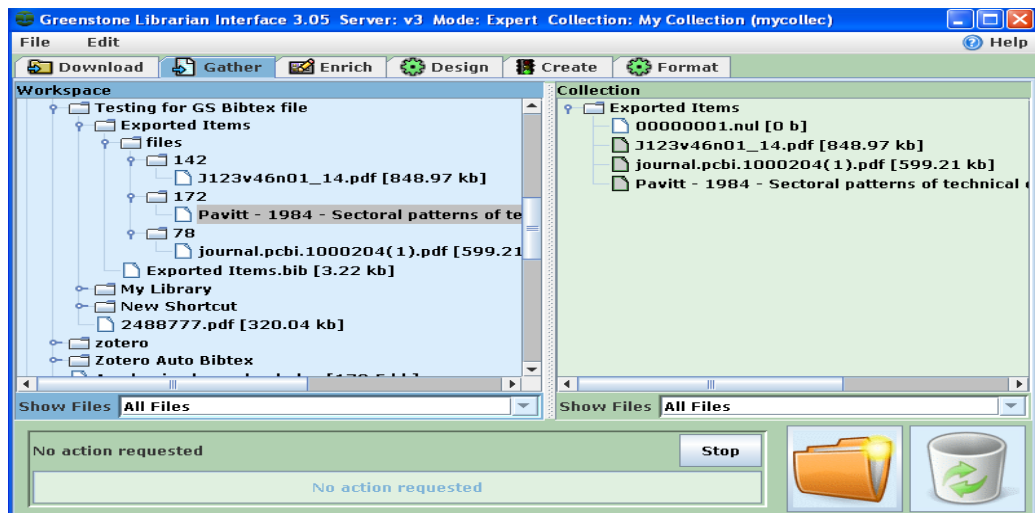 Greenstone Librarian Interface 3.05 Server: v3 Mode: Expert Collection: My Collection (mycollec)
File Edit Help
Download Gather Enrich Design Create Format
Workspace
Testing for GS Bibtex file
Exported Items
files
142
J123v46n01_14.pdf [848.97 kb]
172
Pavitt - 1984 - Sectoral patterns of te
78
journal.pcbi.1000204(1).pdf [599.21
Exported Items.bib [3.22 kb]
My Library
New Shortcut
2488777.pdf [320.04 kb]
zotero
Zotero Auto Bibtex
Show Files All Files
Collection
Exported Items
00000001.nul [0 b]
J123v46n01_14.pdf [848.97 kb]
journal.pcbi.1000204(1).pdf [599.21 kb]
Pavitt - 1984 - Sectoral patterns of technical
Show Files All Files
No action requested
Stop
No action requested